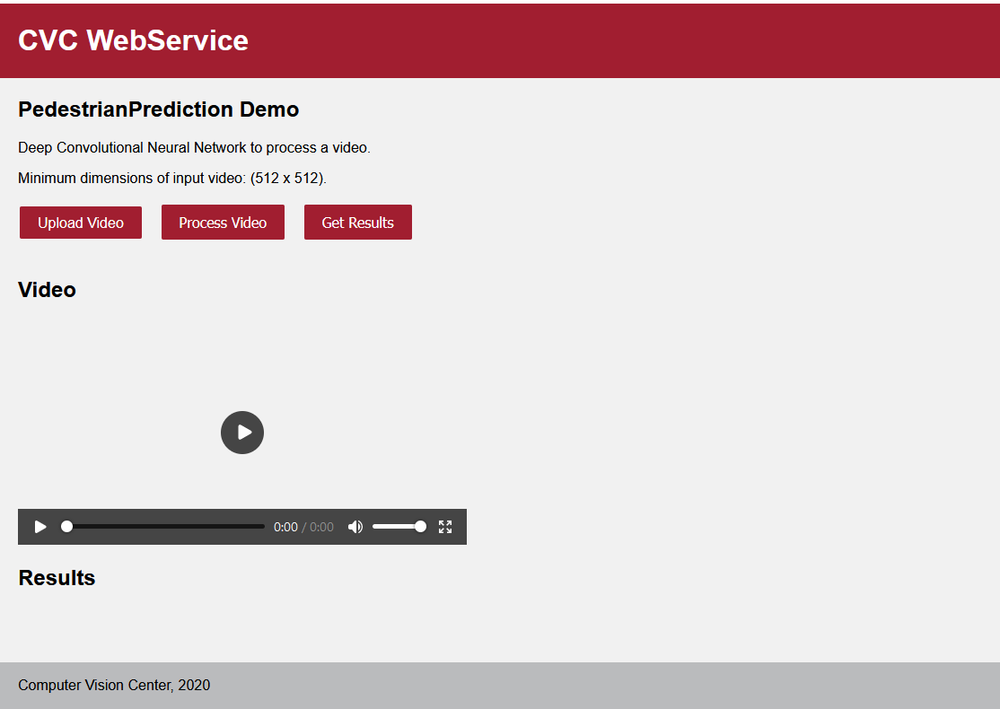 CVC WebService
PedestrianPrediction Demo
Deep Convolutional Neural Network to process a video.
Minimum dimensions of input video: (512 x 512).
Upload Video Process Video Get Results
Video
0:00 / 0:00
Results
Computer Vision Center, 2020